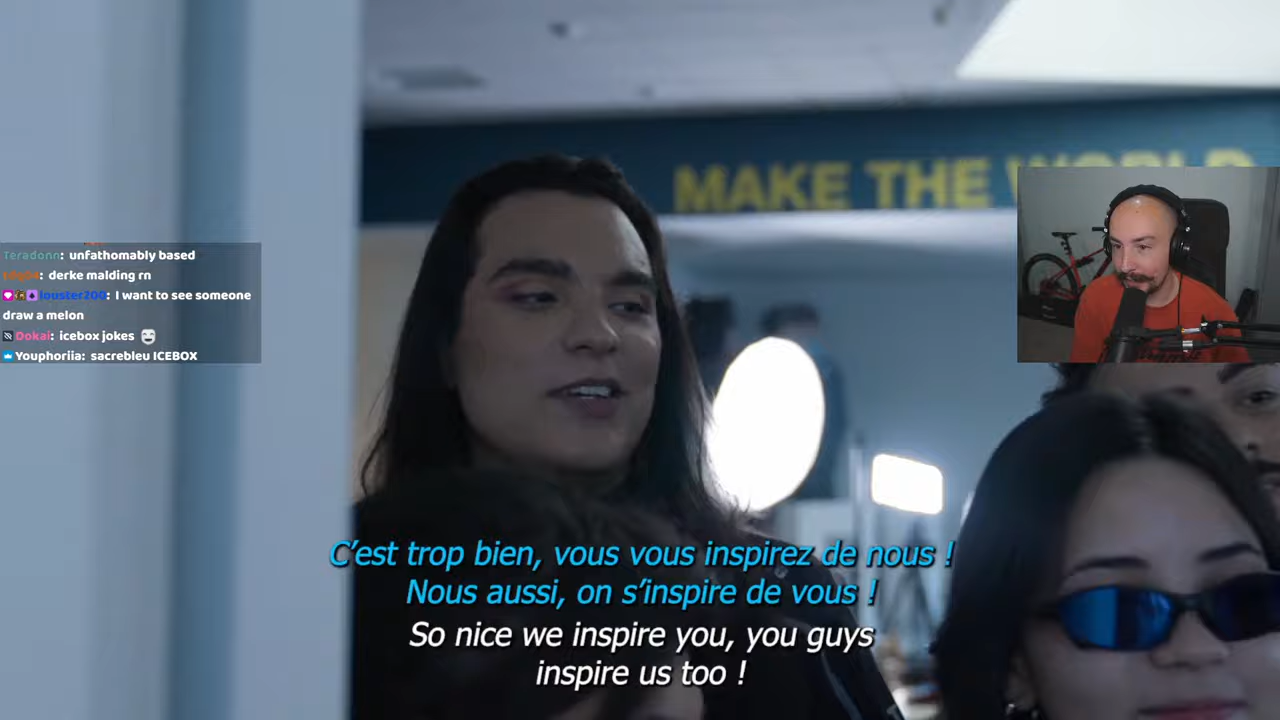 MAKE THE WORLD
Teradonn: unfathomably based
derke malding rn
louster200: I want to see someone
draw a melon
Dokai: icebox jokes
Youphoriia: sacrebleu ICEBOX
C’est trop bien, vous vous inspirez de nous !
Nous aussi, on s’inspire de vous !
So nice we inspire you, you guys
inspire us too !